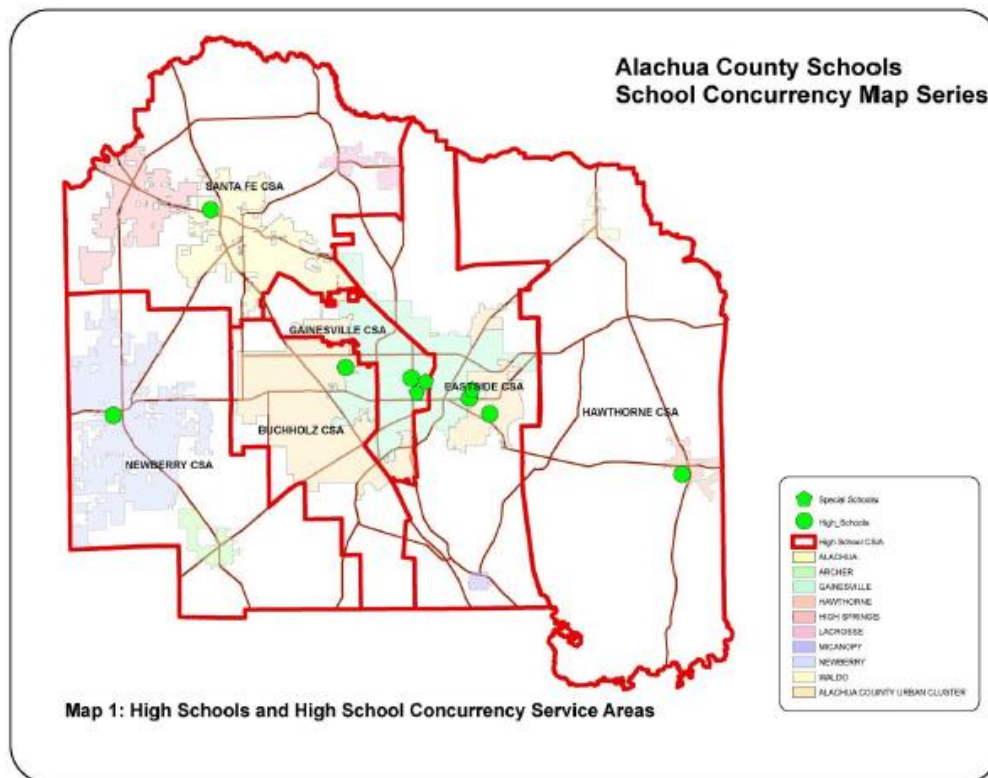 Alachua County Schools
School Concurrency Map Series
SANTA FE CSA
GAINESVILLE CSA
EASTSIDE CSA
HAWTHORNE CSA
BUCHHOLZ CSA
NEWBERRY CSA
Special Schools
High_Schools
High School CSA
ALACHUA
ARCHER
GAINESVILLE
HAWTHORNE
HIGH SPRINGS
LACROSSE
MICANOPY
NEWBERRY
WALDO
ALACHUA COUNTY URBAN CLUSTER
Map 1: High Schools and High School Concurrency Service Areas